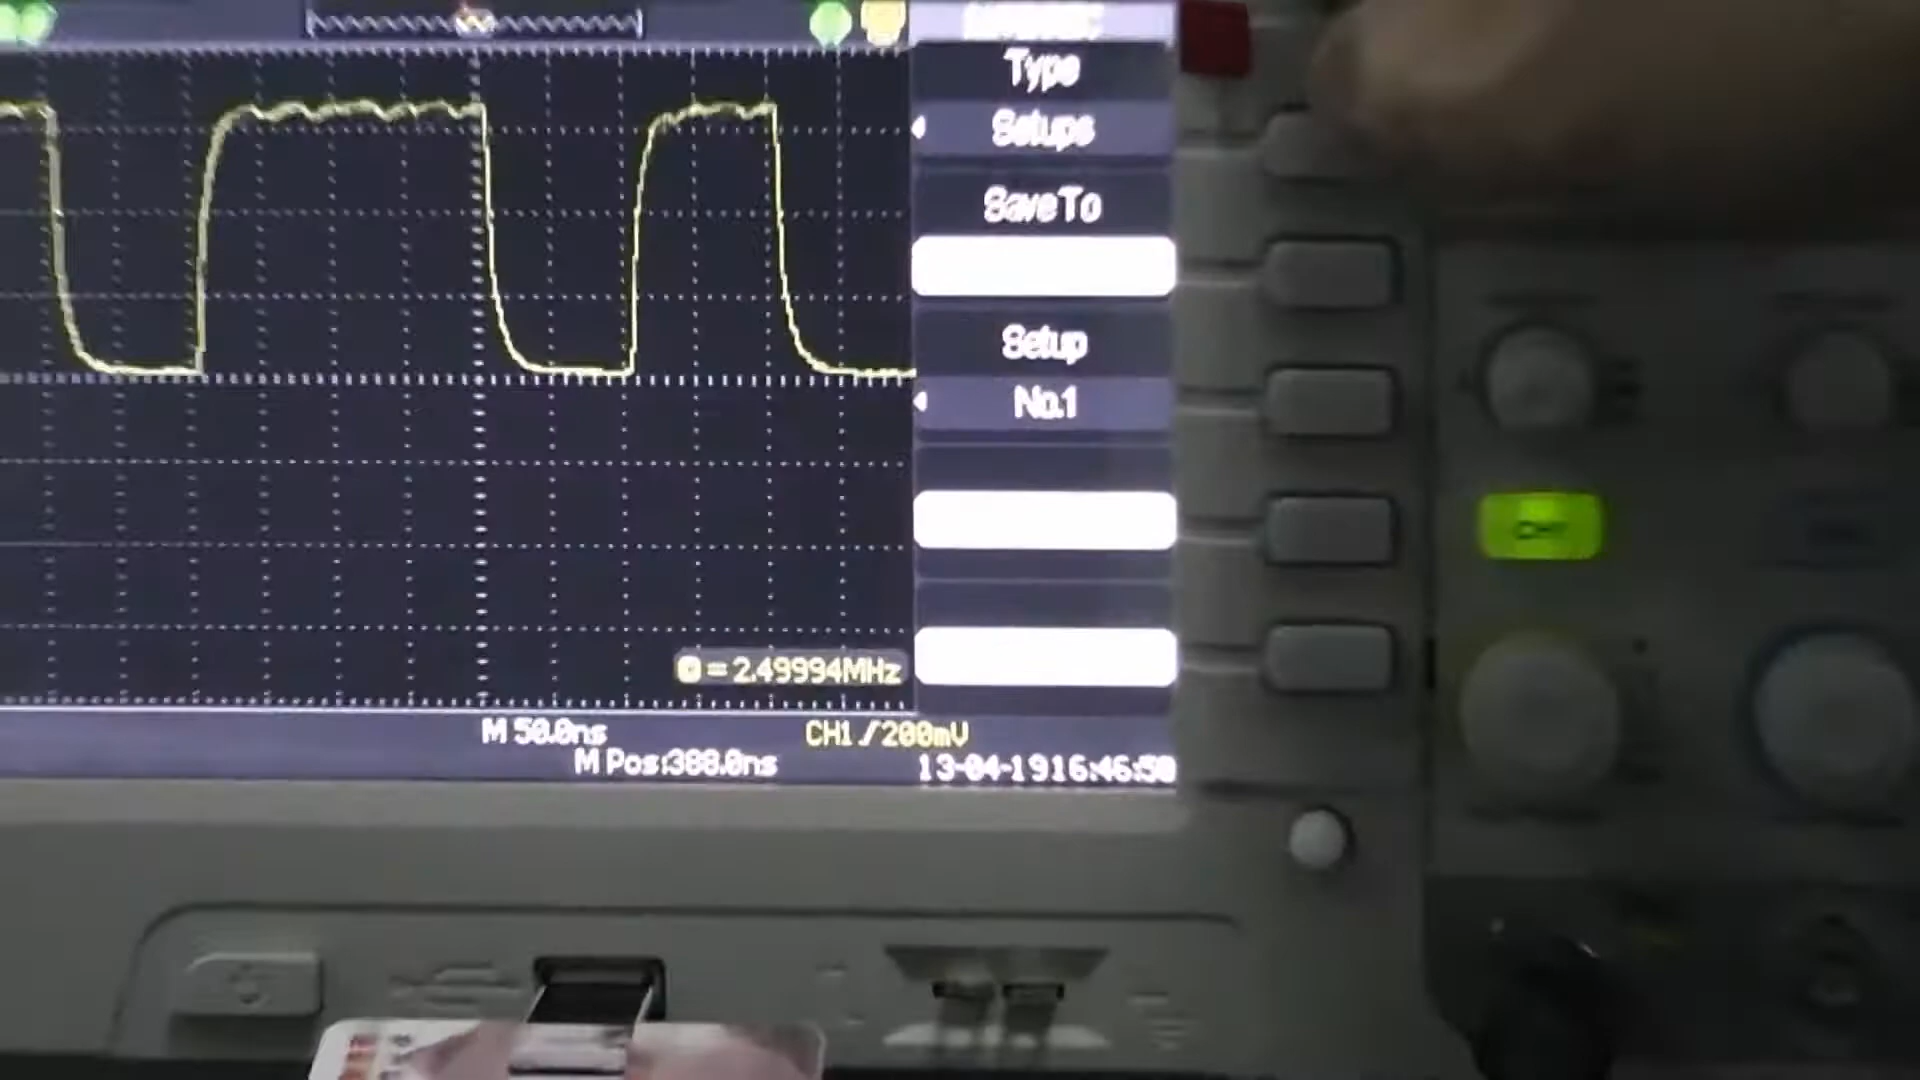 Type
Setups
Save To
Setup
No.1
= 2.49994MHz
M 50.0ns
CH1 / 200mV
M Pos:388.0ns
13-04-19 16:46:50
CH1